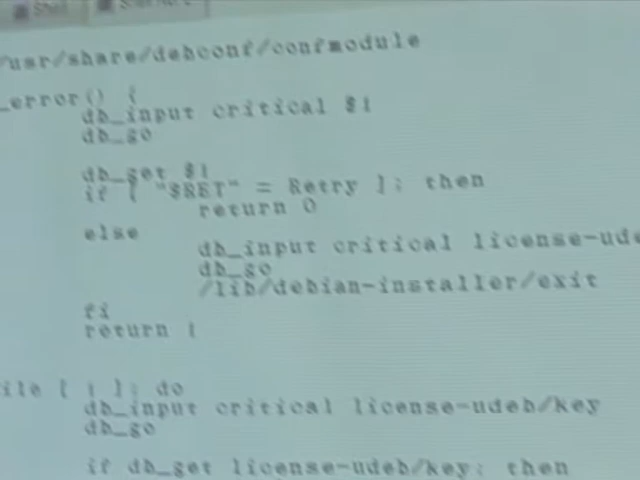 Shell
/usr/share/debconf/confmodule
_error() {
db_input critical $1
db_go
db_get $1
if [ "$RET" = Retry ]; then
return 0
else
db_input critical license-ude
db_go
/lib/debian-installer/exit
fi
return 1
ile [ 1 ]; do
db_input critical license-udeb/key
db_go
if db_get license-udeb/key; then